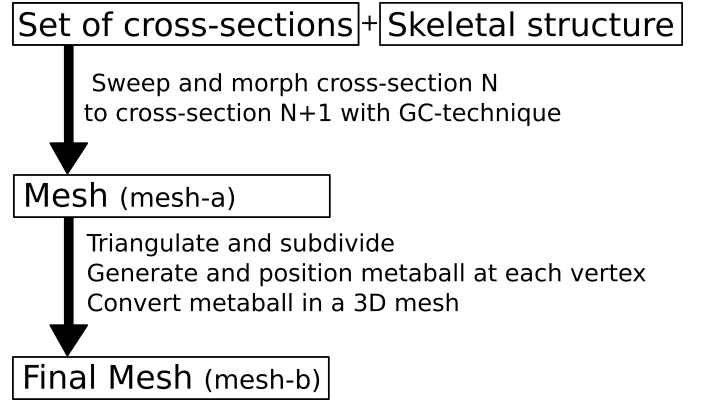 Set of cross-sections + Skeletal structure
Sweep and morph cross-section N
to cross-section N+1 with GC-technique
Mesh (mesh-a)
Triangulate and subdivide
Generate and position metaball at each vertex
Convert metaball in a 3D mesh
Final Mesh (mesh-b)